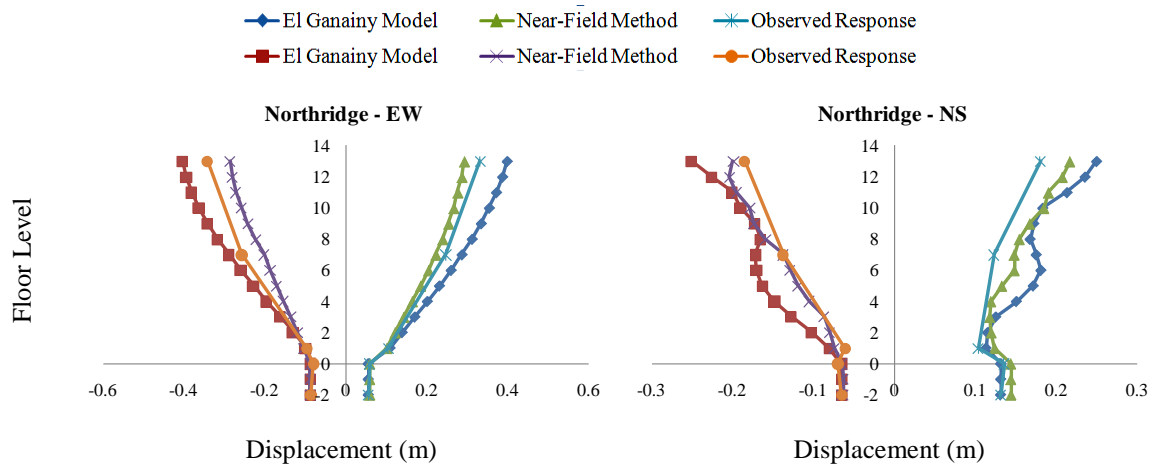 El Ganainy Model Near-Field Method Observed Response
El Ganainy Model Near-Field Method Observed Response
Northridge - EW
Northridge - NS
Floor Level
14
12
10
8
6
4
2
0
-2
-0.6 -0.4 -0.2 0 0.2 0.4 0.6
Displacement (m)
14
12
10
8
6
4
2
0
-2
-0.3 -0.2 -0.1 0 0.1 0.2 0.3
Displacement (m)